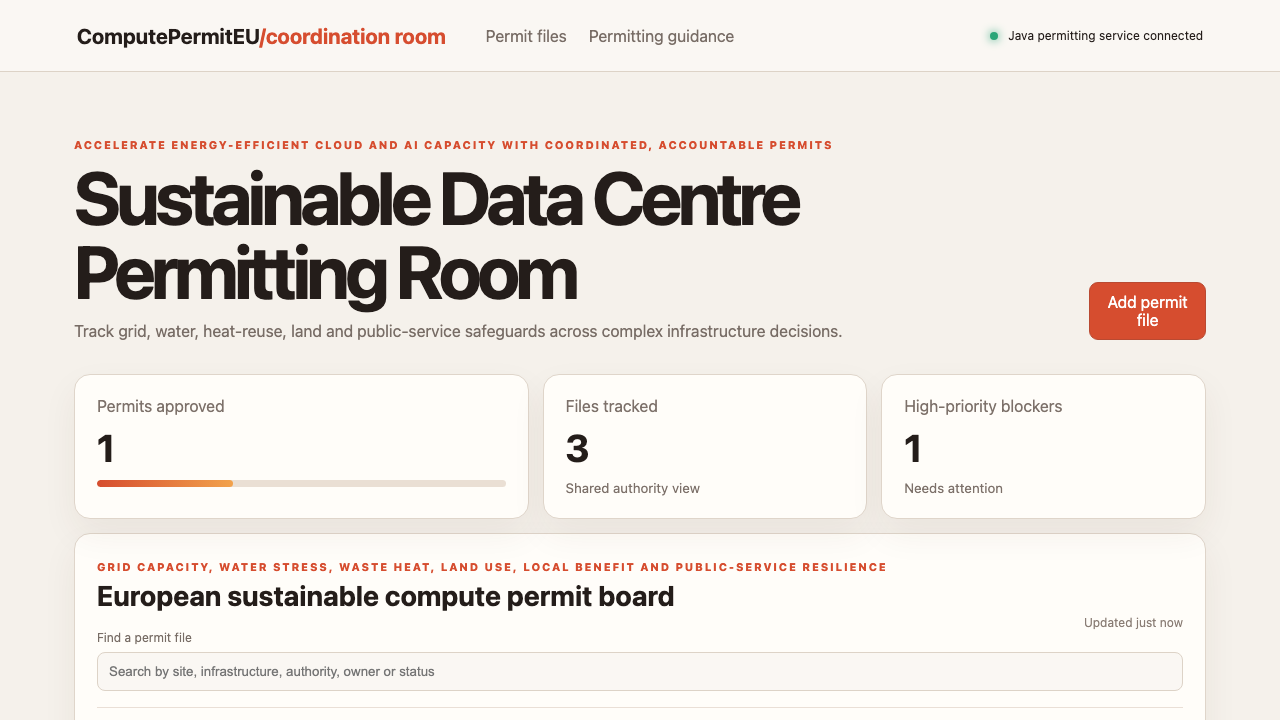 ComputePermitEU/coordination room
Permit files
Permitting guidance
Java permitting service connected
ACCELERATE ENERGY-EFFICIENT CLOUD AND AI CAPACITY WITH COORDINATED, ACCOUNTABLE PERMITS
Sustainable Data Centre
Permitting Room
Track grid, water, heat-reuse, land and public-service safeguards across complex infrastructure decisions.
Add permit
file
Permits approved
1
Files tracked
3
Shared authority view
High-priority blockers
1
Needs attention
GRID CAPACITY, WATER STRESS, WASTE HEAT, LAND USE, LOCAL BENEFIT AND PUBLIC-SERVICE RESILIENCE
European sustainable compute permit board
Updated just now
Find a permit file
Search by site, infrastructure, authority, owner or status